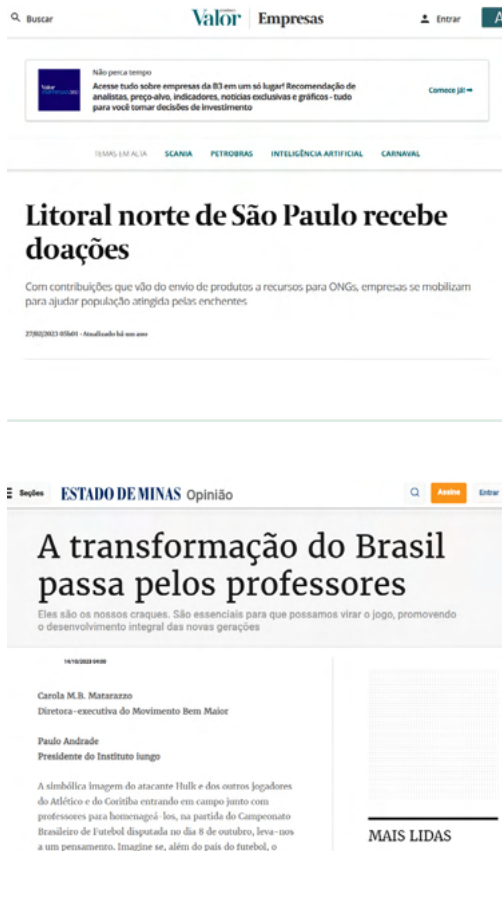 Buscar
Valor Empresas
Entrar
A
Não perca tempo
Acesse tudo sobre empresas da B3 em um só lugar! Recomendação de
analistas, preço-alvo, indicadores, notícias exclusivas e gráficos - tudo
para você tomar decisões de investimento
Comece já!
TEMAS EM ALTA SCANIA PETROBRAS INTELIGÊNCIA ARTIFICIAL CARNAVAL
Litoral norte de São Paulo recebe
doações
Com contribuições que vão do envio de produtos a recursos para ONGs, empresas se mobilizam
para ajudar população atingida pelas enchentes
27/02/2023 05h01 · Atualizado há um ano
Seções ESTADO DE MINAS Opinião
Assine Entrar
A transformação do Brasil
passa pelos professores
Eles são os nossos craques. São essenciais para que possamos virar o jogo, promovendo
o desenvolvimento integral das novas gerações
14/10/2023 04:00
Carola M.B. Matarazzo
Diretora-executiva do Movimento Bem Maior
Paulo Andrade
Presidente do Instituto iungo
A simbólica imagem do atacante Hulk e dos outros jogadores
do Atlético e do Coritiba entrando em campo junto com
professores para homenageá-los, na partida do Campeonato
Brasileiro de Futebol disputada no dia 8 de outubro, leva-nos
a um pensamento. Imagine se, além do país do futebol, o
MAIS LIDAS